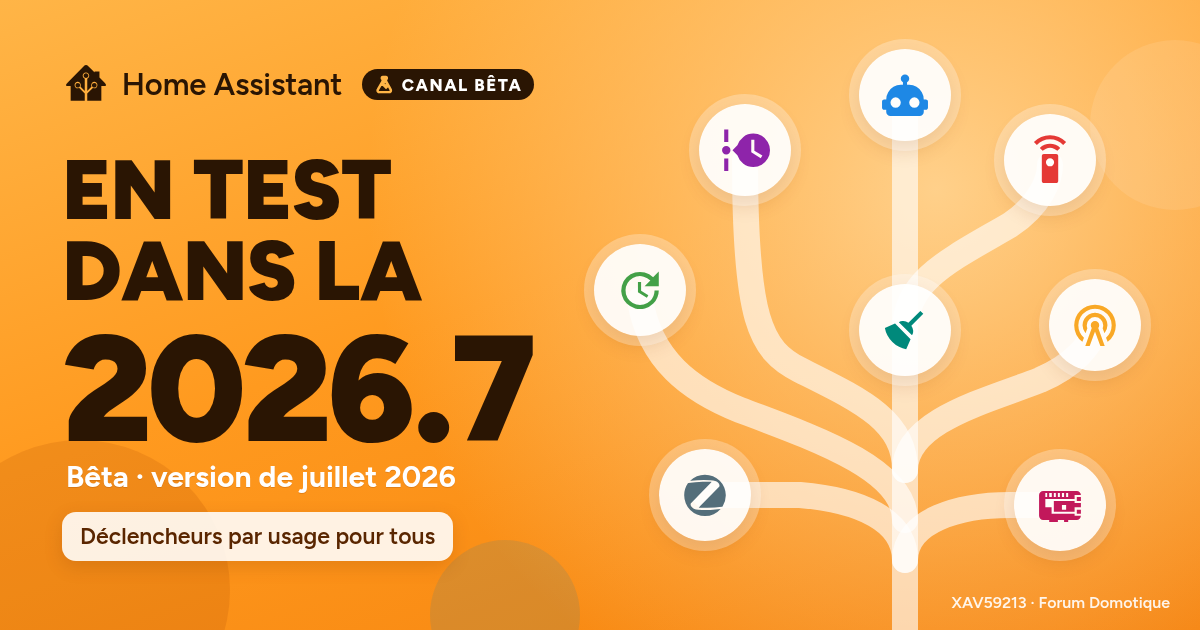 Home Assistant
CANAL BÊTA
EN TEST
DANS LA
2026.7
Bêta · version de juillet 2026
Déclencheurs par usage pour tous
XAV59213 · Forum Domotique